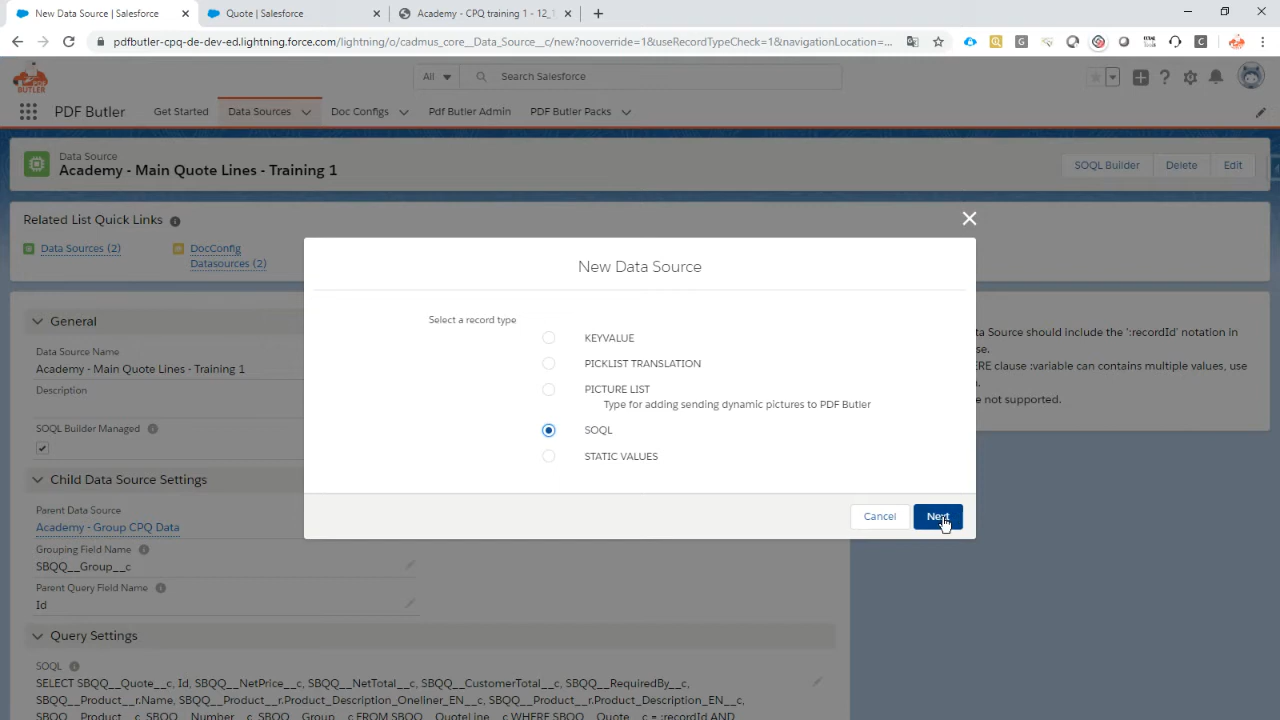 New Data Source | Salesforce
Quote | Salesforce
Academy - CPQ training 1 - 12_1
pdfbutler-cpq-de-dev-ed.lightning.force.com/lightning/o/cadmus_core__Data_Source__c/new?nooverride=1&useRecordTypeCheck=1&navigationLocation=...
BUTLER
All
Search Salesforce
PDF Butler
Get Started
Data Sources
Doc Configs
Pdf Butler Admin
PDF Butler Packs
Data Source
Academy - Main Quote Lines - Training 1
SOQL Builder
Delete
Edit
Related List Quick Links
Data Sources (2)
DocConfig
Datasources (2)
New Data Source
Select a record type
KEYVALUE
PICKLIST TRANSLATION
PICTURE LIST
Type for adding sending dynamic pictures to PDF Butler
SOQL
STATIC VALUES
Cancel
Next
General
Data Source Name
Academy - Main Quote Lines - Training 1
Description
SOQL Builder Managed
Child Data Source Settings
Parent Data Source
Academy - Group CPQ Data
Grouping Field Name
SBQQ__Group__c
Parent Query Field Name
Id
Query Settings
SOQL
SELECT SBQQ__Quote__c, Id, SBQQ__NetPrice__c, SBQQ__NetTotal__c, SBQQ__CustomerTotal__c, SBQQ__RequiredBy__c,
SBQQ__Product__r.Name, SBQQ__Product__r.Product_Description_Oneliner_EN__c, SBQQ__Product__r.Product_Description_EN__c,
SBQQ__Product__c, SBQQ__Number__c, SBQQ__Group__c FROM SBQQ__QuoteLine__c WHERE SBQQ__Quote__c = :recordId AND
ta Source should include the ':recordId' notation in
se.
ERE clause :variable can contains multiple values, use
n.
e not supported.